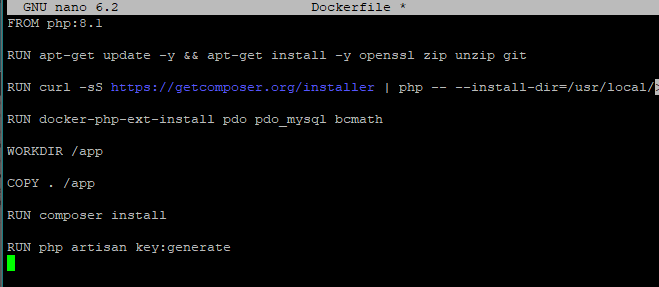 GNU nano 6.2 Dockerfile *
FROM php:8.1
RUN apt-get update -y && apt-get install -y openssl zip unzip git
RUN curl -sS https://getcomposer.org/installer | php -- --install-dir=/usr/local/>
RUN docker-php-ext-install pdo pdo_mysql bcmath
WORKDIR /app
COPY . /app
RUN composer install
RUN php artisan key:generate